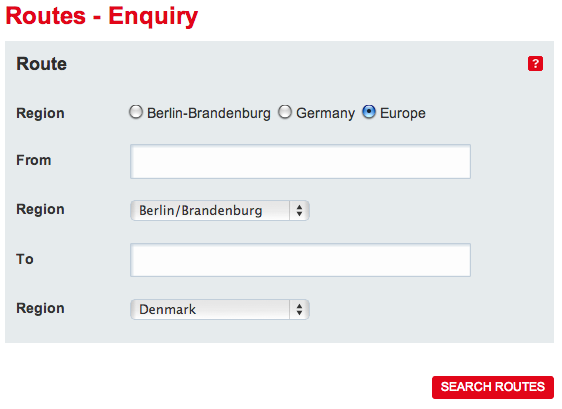 Routes - Enquiry
Route ?
Region Berlin-Brandenburg Germany Europe
From
Region Berlin/Brandenburg
To
Region Denmark
SEARCH ROUTES